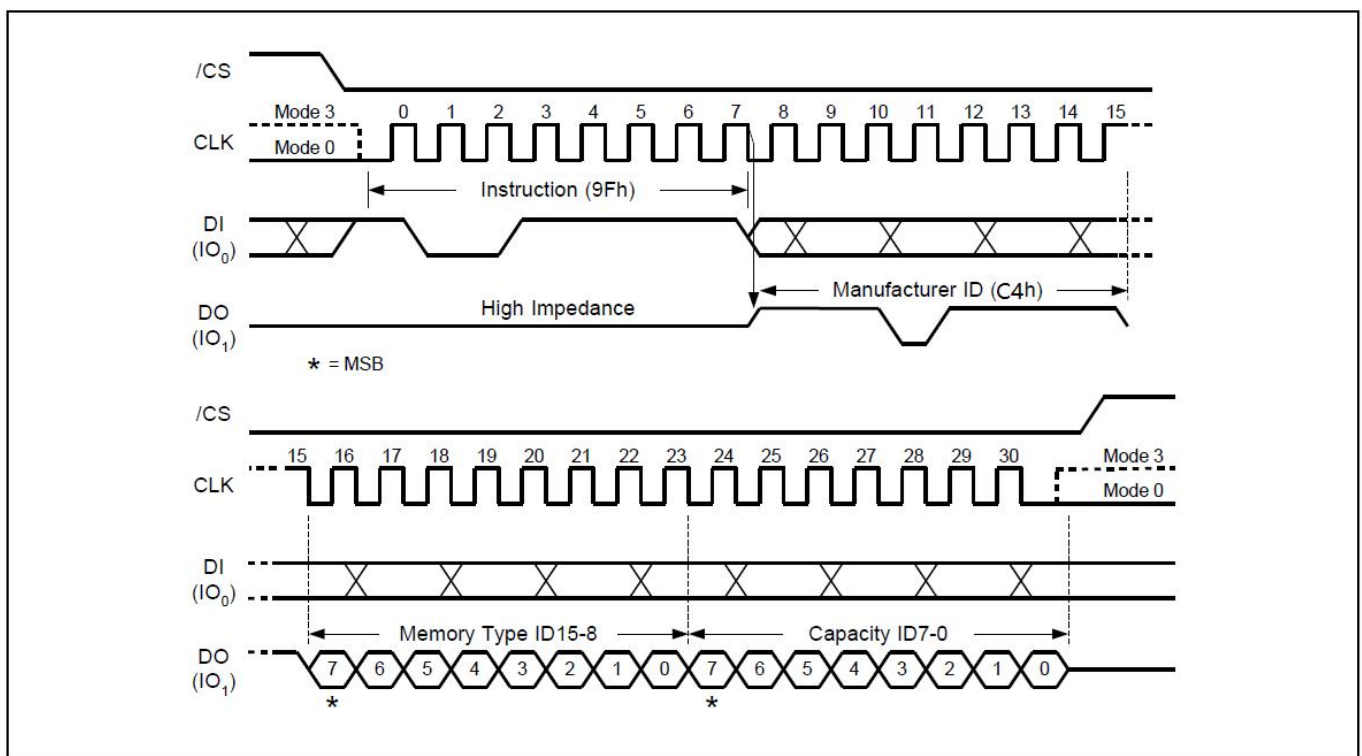 /CS
Mode 3
0 1 2 3 4 5 6 7 8 9 10 11 12 13 14 15
CLK
Mode 0
Instruction (9Fh)
DI
(IO0)
Manufacturer ID (C4h)
High Impedance
DO
(IO1)
* = MSB
/CS
15 16 17 18 19 20 21 22 23 24 25 26 27 28 29 30
Mode 3
CLK
Mode 0
DI
(IO0)
Memory Type ID15-8
Capacity ID7-0
DO
(IO1)
7 6 5 4 3 2 1 0 7 6 5 4 3 2 1 0
* *